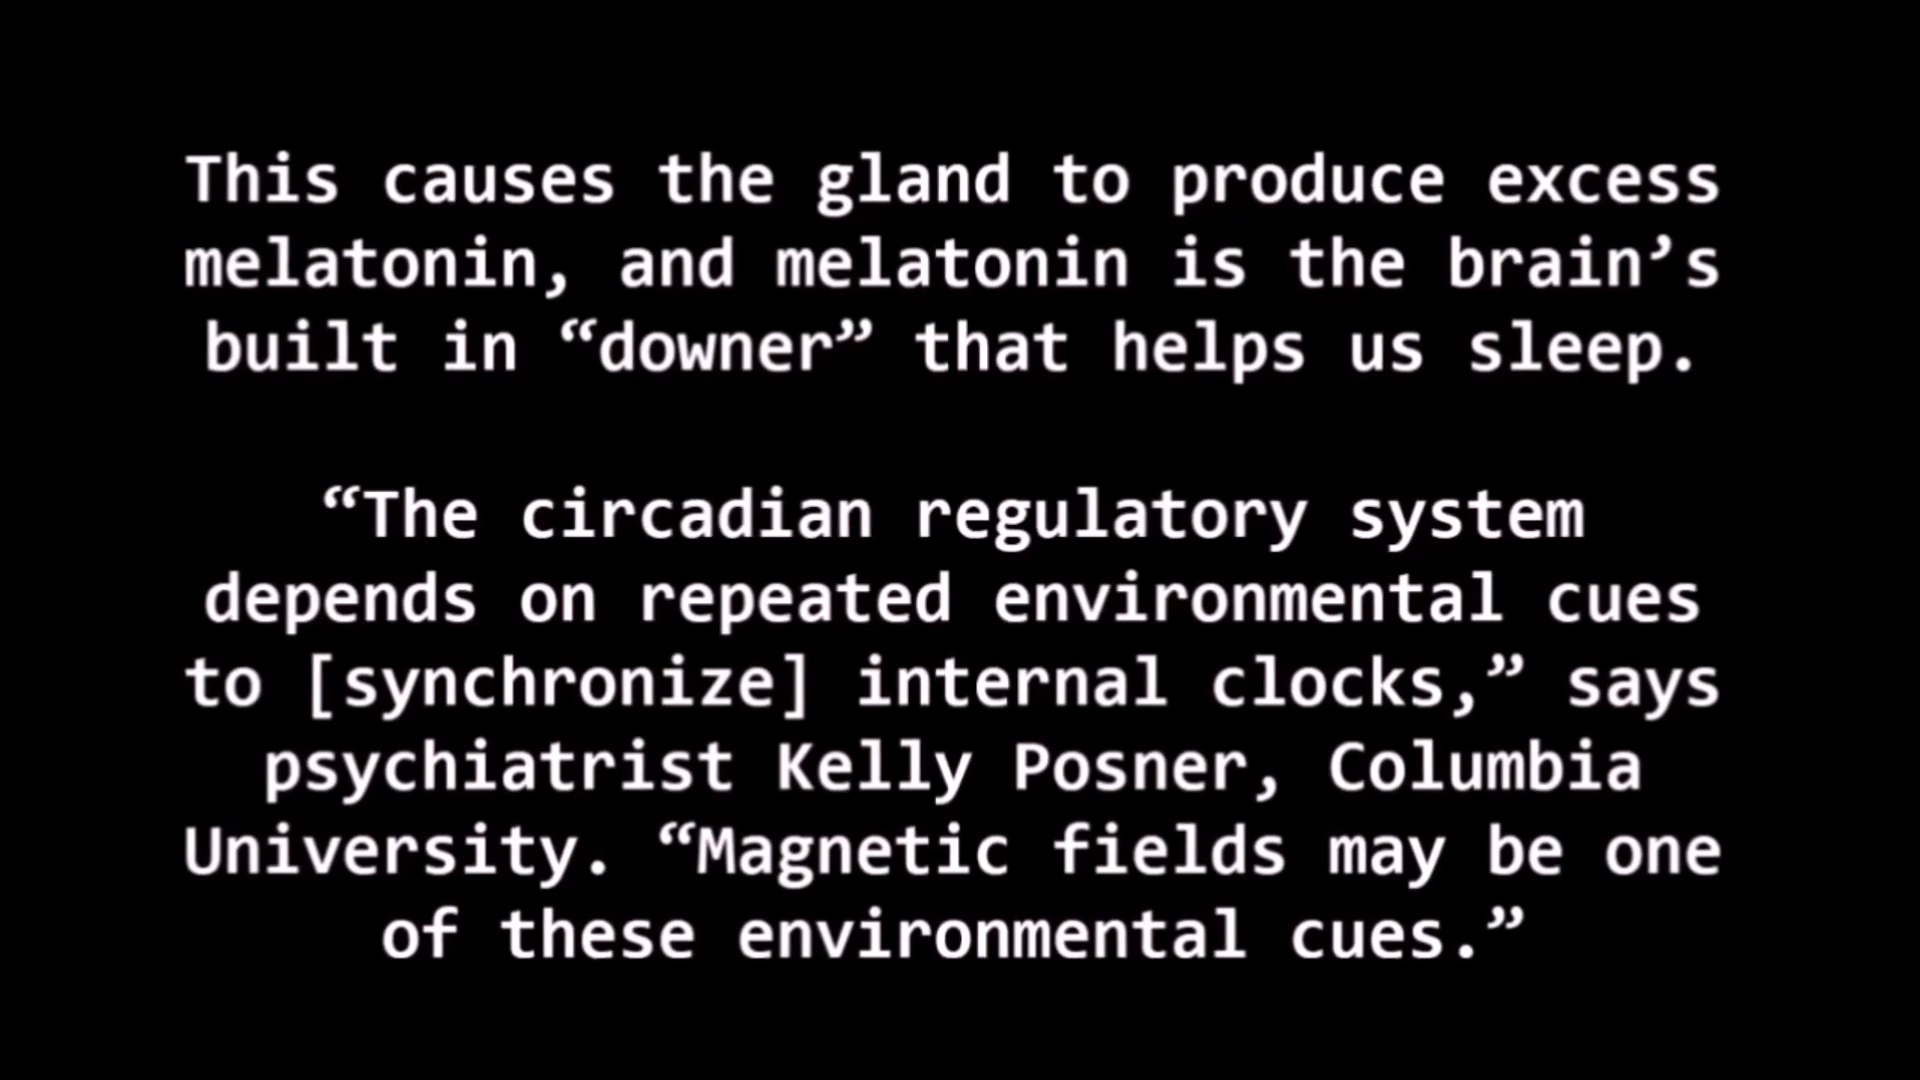 This causes the gland to produce excess
melatonin, and melatonin is the brain’s
built in “downer” that helps us sleep.
“The circadian regulatory system
depends on repeated environmental cues
to [synchronize] internal clocks,” says
psychiatrist Kelly Posner, Columbia
University. “Magnetic fields may be one
of these environmental cues.”